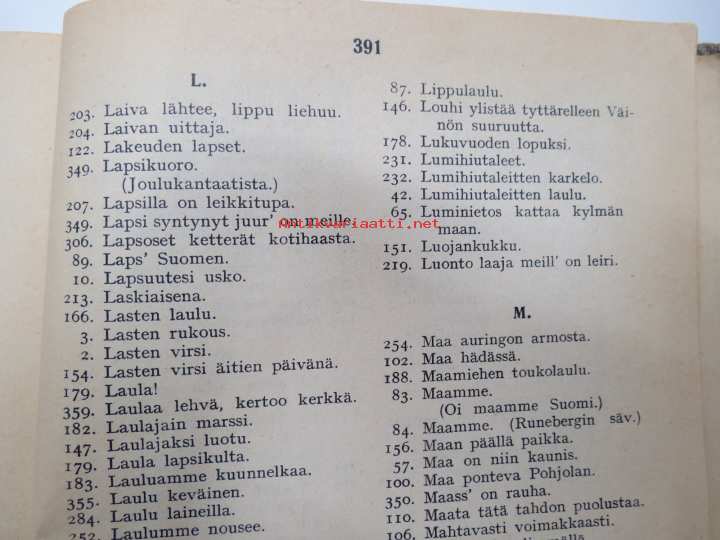 391
L.
203. Laiva lähtee, lippu liehuu.
204. Laivan uittaja.
122. Lakeuden lapset.
349. Lapsikuoro.
(Joulukantaatista.)
207. Lapsilla on leikkitupa.
349. Lapsi syntynyt juur' on meille.
306. Lapsoset ketterät kotihaasta.
89. Laps' Suomen.
10. Lapsuutesi usko.
213. Laskiaisena.
166. Lasten laulu.
3. Lasten rukous.
2. Lasten virsi.
154. Lasten virsi äitien päivänä.
179. Laula!
359. Laulaa lehvä, kertoo kerkkä.
182. Laulajain marssi.
147. Laulajaksi luotu.
179. Laula lapsikulta.
183. Lauluamme kuunnelkaa.
355. Laulu keväinen.
284. Laulu laineilla.
252. Laulumme nousee.
87. Lippulaulu.
146. Louhi ylistää tyttärelleen Väi-
nön suuruutta.
178. Lukuvuoden lopuksi.
231. Lumihiutaleet.
232. Lumihiutaleitten karkelo.
42. Lumihiutaleitten laulu.
65. Luminietos kattaa kylmän
maan.
151. Luojankukku.
219. Luonto laaja meill' on leiri.
M.
254. Maa auringon armosta.
102. Maa hädässä.
188. Maamiehen toukolaulu.
83. Maamme.
(Oi maamme Suomi.)
84. Maamme. (Runebergin säv.)
156. Maan päällä paikka.
57. Maa on niin kaunis.
100. Maa ponteva Pohjolan.
350. Maass' on rauha.
110. Maata tätä tahdon puolustaa.
106. Mahtavasti voimakkaasti.
antikvariaatti.net